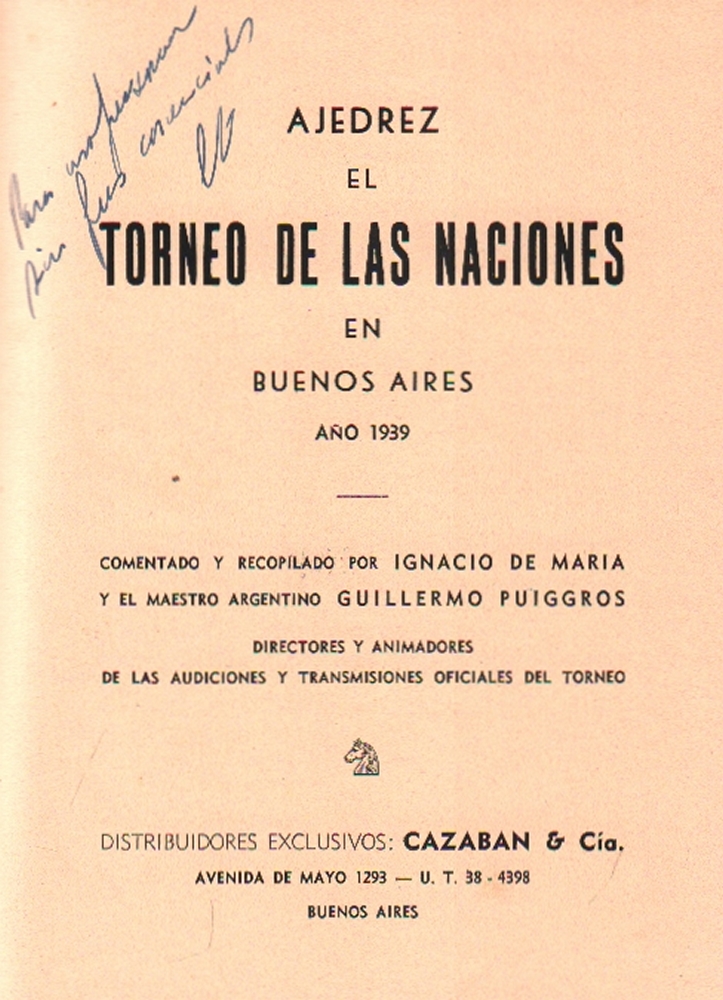 Para
sin
AJEDREZ
EL
TORNEO DE LAS NACIONES
EN
BUENOS AIRES
AÑO 1939
COMENTADO Y RECOPILADO POR IGNACIO DE MARIA
Y EL MAESTRO ARGENTINO GUILLERMO PUIGGROS
DIRECTORES Y ANIMADORES
DE LAS AUDICIONES Y TRANSMISIONES OFICIALES DEL TORNEO
DISTRIBUIDORES EXCLUSIVOS: CAZABAN & Cía.
AVENIDA DE MAYO 1293 — U. T. 38 - 4398
BUENOS AIRES